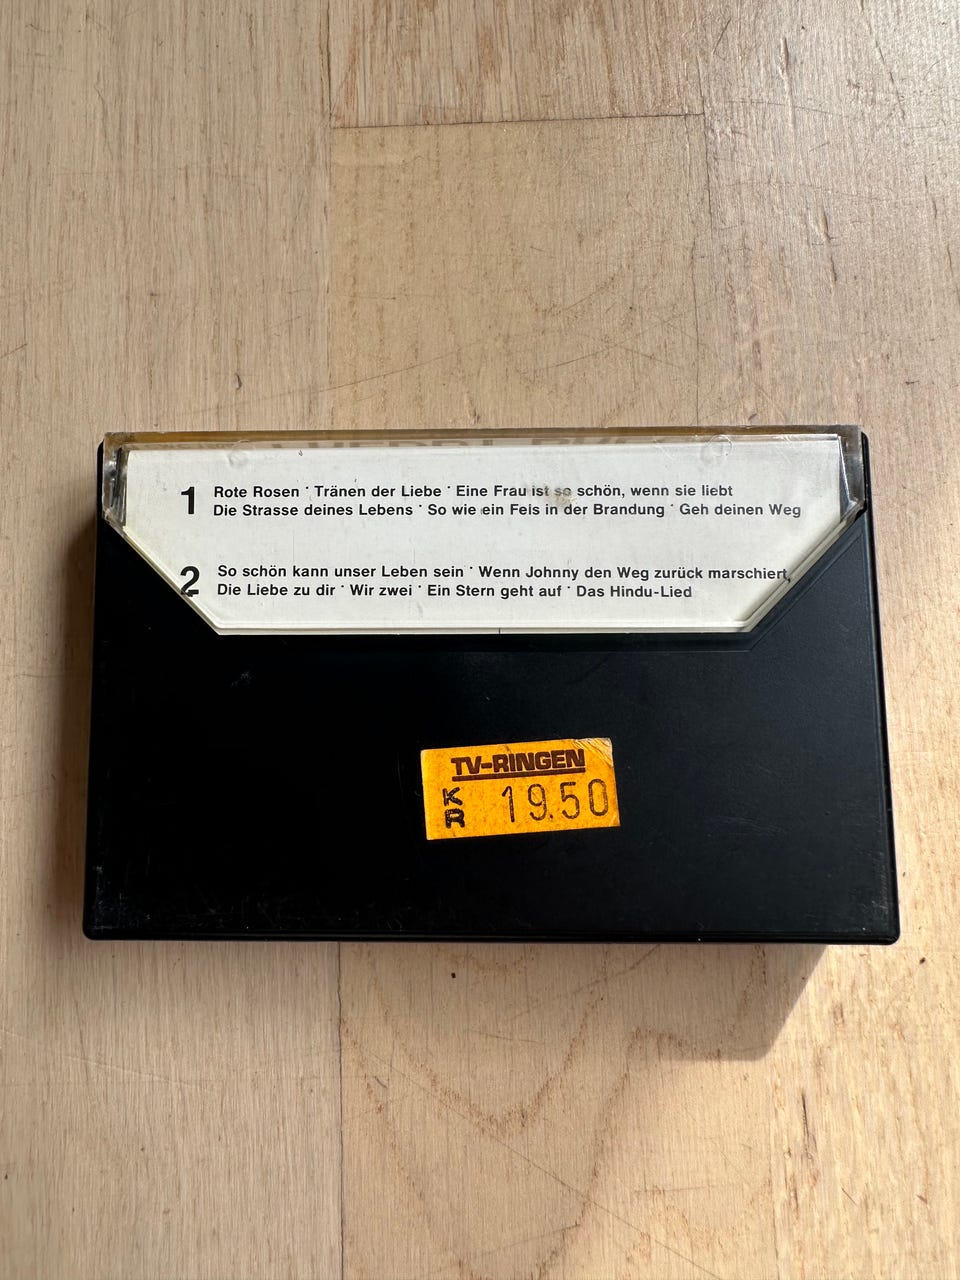 1 Rote Rosen · Tränen der Liebe · Eine Frau ist so schön, wenn sie liebt
Die Strasse deines Lebens · So wie ein Fels in der Brandung · Geh deinen Weg
2 So schön kann unser Leben sein · Wenn Johnny den Weg zurück marschiert,
Die Liebe zu dir · Wir zwei · Ein Stern geht auf · Das Hindu-Lied
TV-RINGEN
KR 19.50